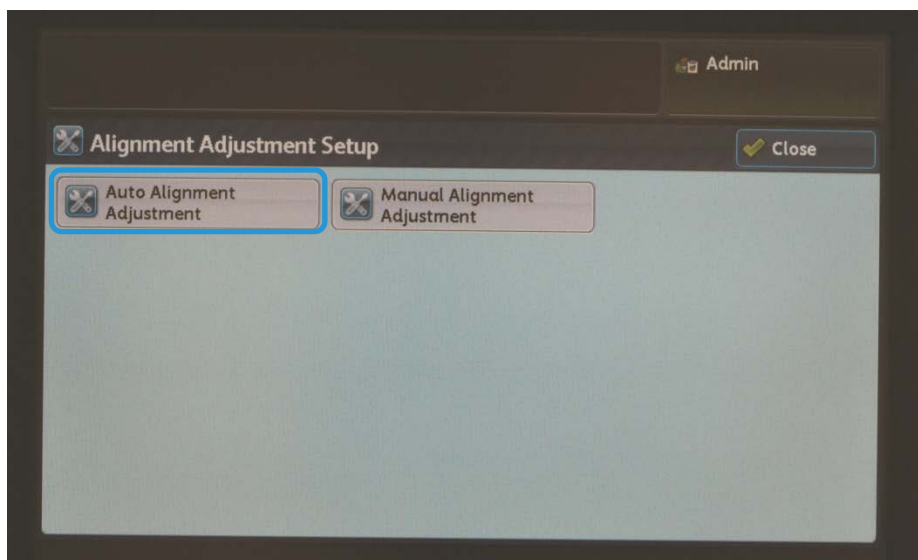 Admin
Alignment Adjustment Setup
Close
Auto Alignment
Adjustment
Manual Alignment
Adjustment